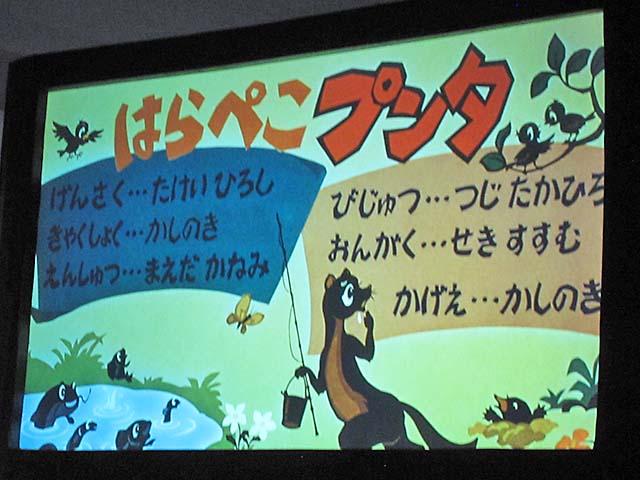 はらぺこプンタ
げんさく…たけい ひろし
きゃくしょく…かしのき
えんしゅつ…まえだ かなみ
びじゅつ…つじ たかひろ
おんがく…せき すすむ
かげえ…かしのき